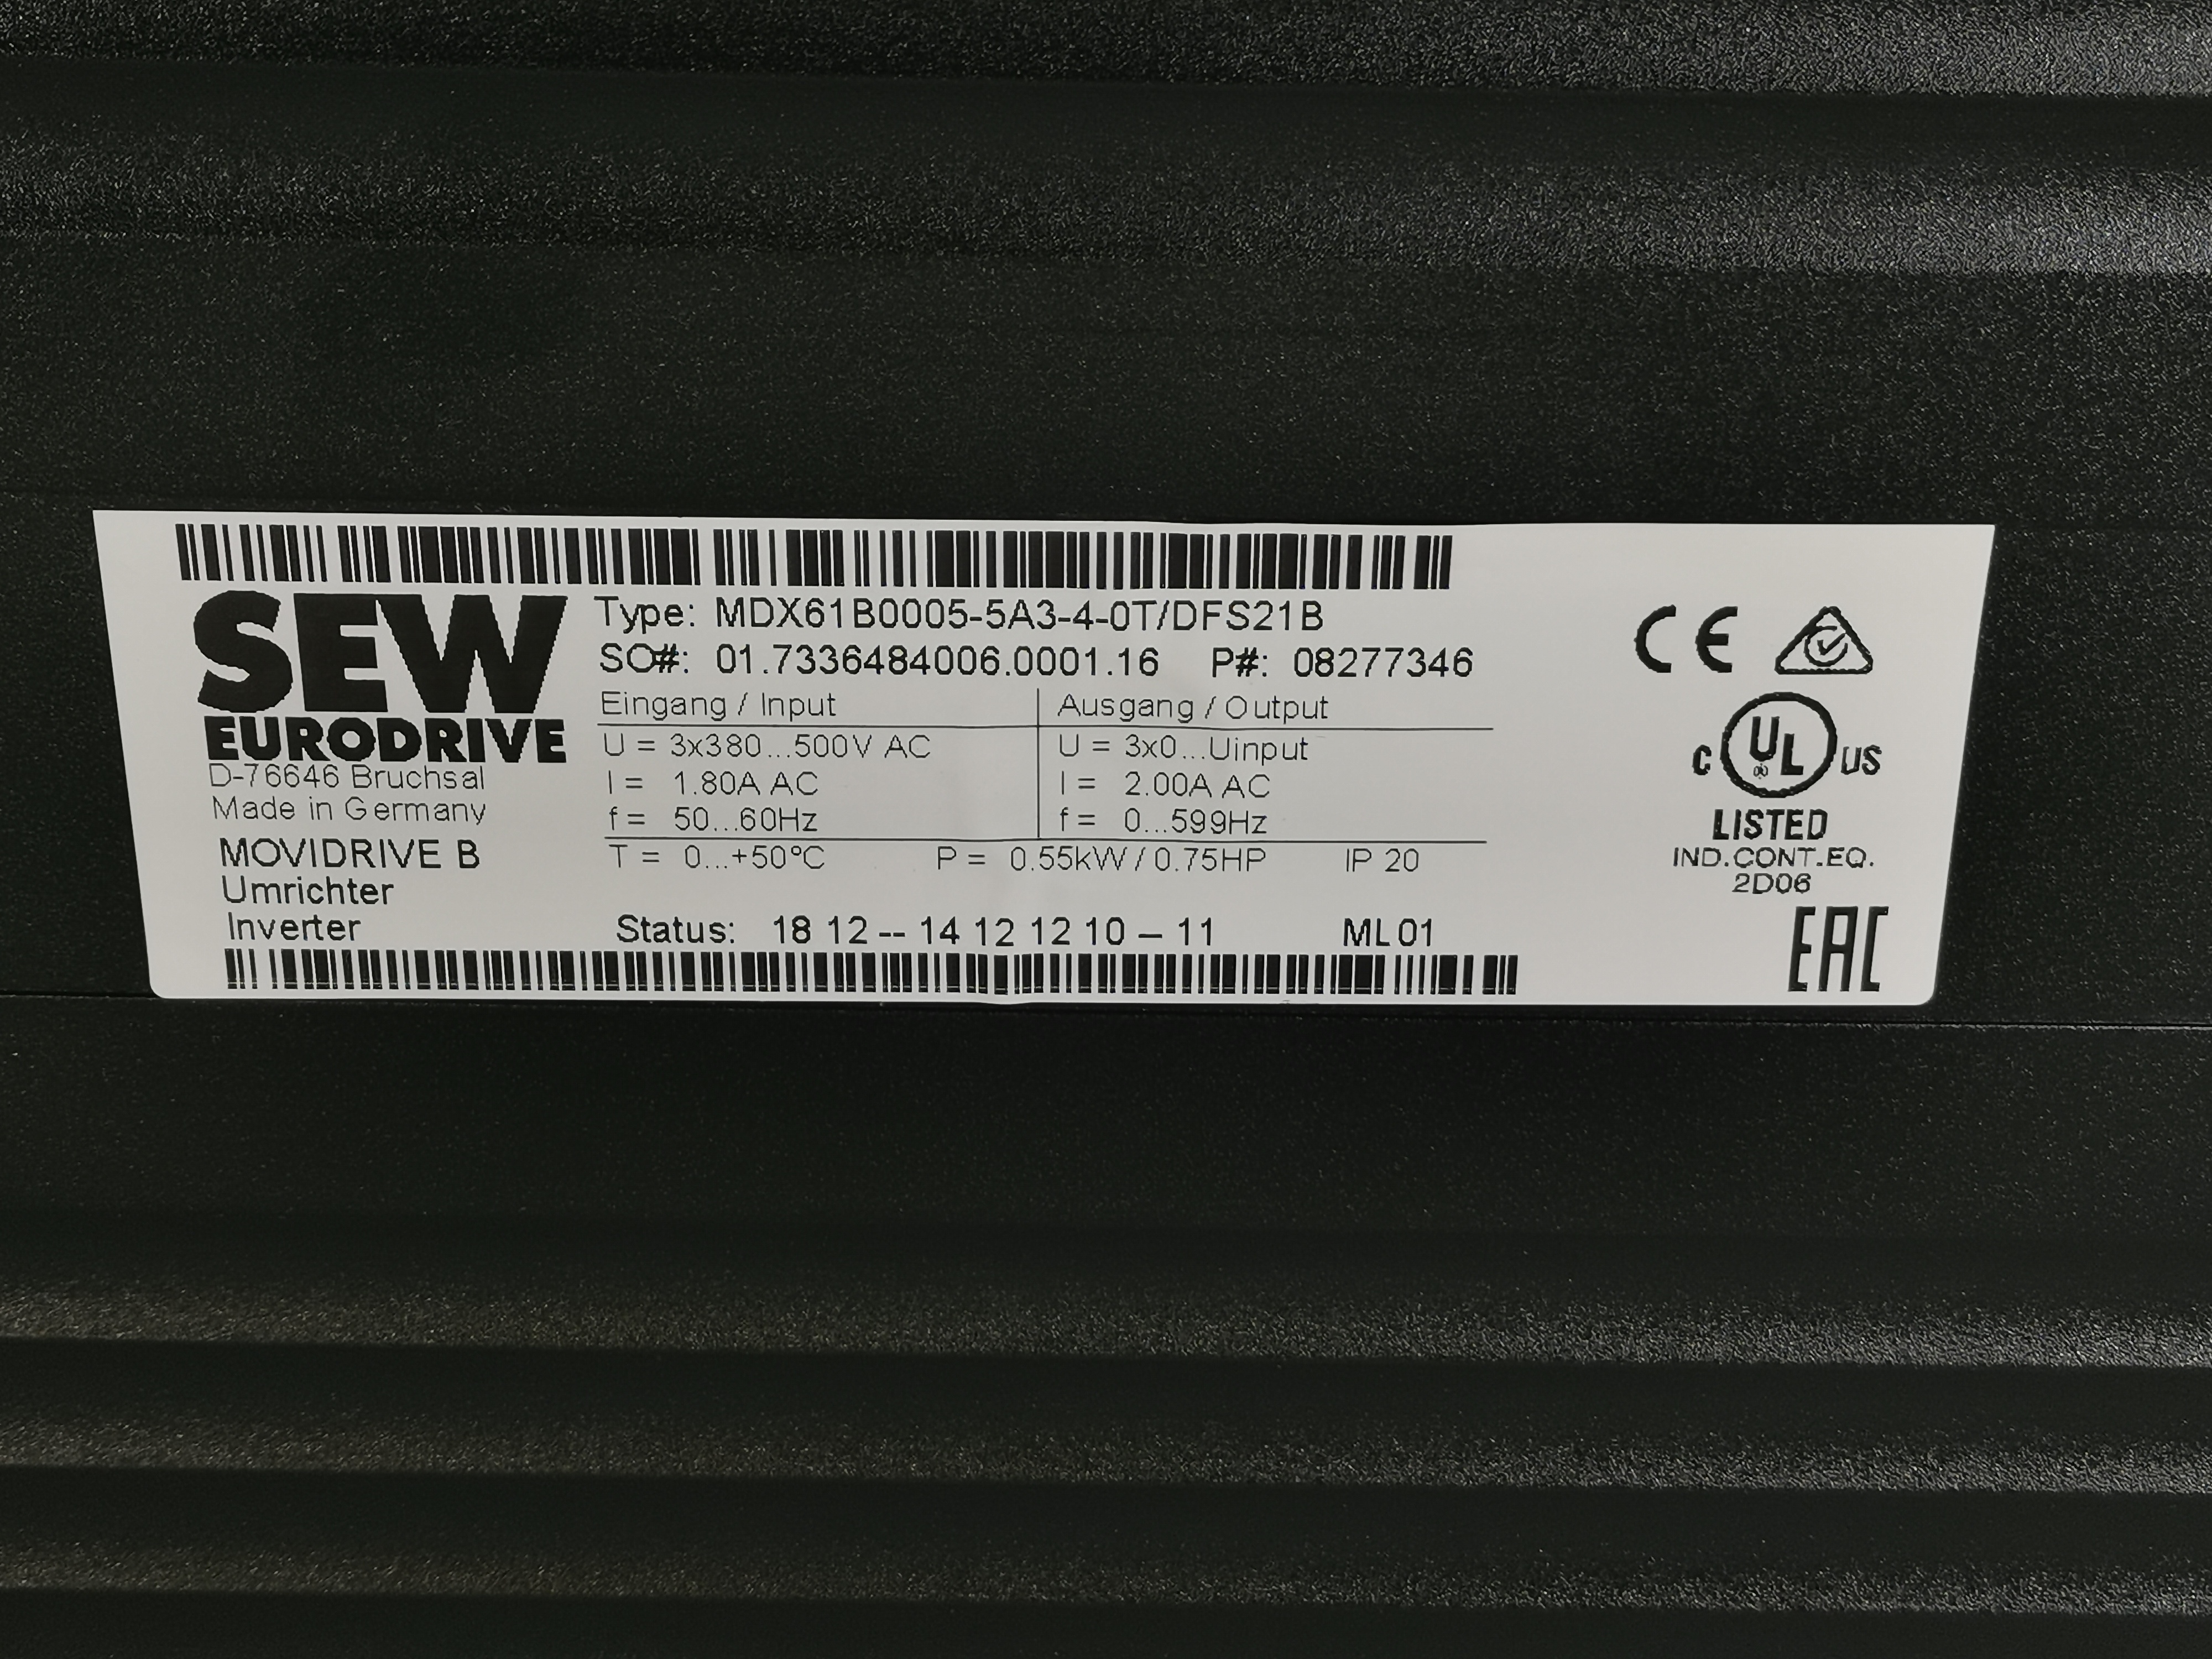 SEW
EURODRIVE
D-76646 Bruchsal
Made in Germany
MOVIDRIVE B
Umrichter
Inverter
Type: MDX61B0005-5A3-4-0T/DFS21B
SO#: 01.7336484006.0001.16 P#: 08277346
Eingang / Input
U = 3x380...500V AC
I = 1.80A AC
f = 50...60Hz
Ausgang / Output
U = 3x0...Uinput
I = 2.00A AC
f = 0...599Hz
T = 0...+50°C P = 0.55kW / 0.75HP IP 20
Status: 18 12 -- 14 12 12 10 – 11 ML 01
CE
C UL US
LISTED
IND.CONT.EQ.
2D06
EAC